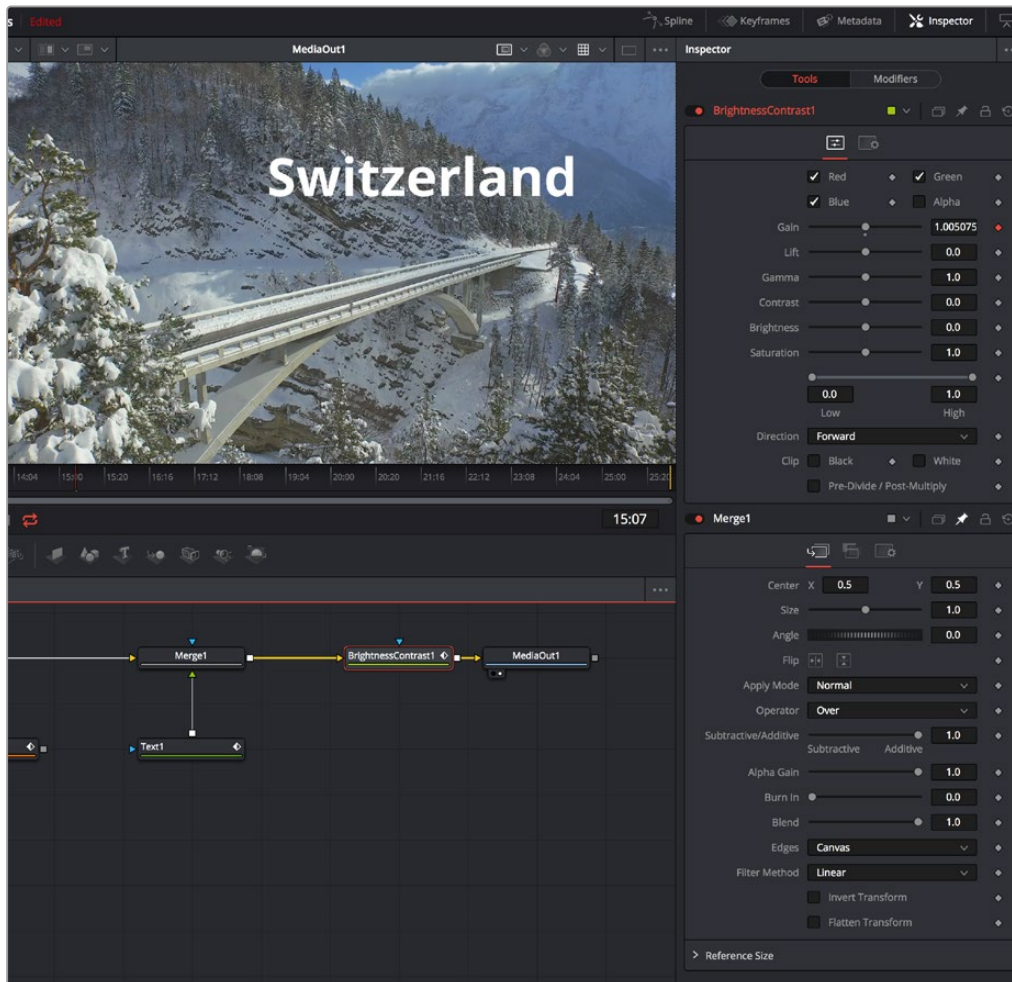 s Edited
Spline Keyframes Metadata Inspector
MediaOut1
Inspector
Switzerland
Tools Modifiers
BrightnessContrast1
Red Green
Blue Alpha
Gain 1.005075
Lift 0.0
Gamma 1.0
Contrast 0.0
Brightness 0.0
Saturation 1.0
0.0 1.0
Low High
Direction Forward
Clip Black White
Pre-Divide / Post-Multiply
14:04 15:00 15:20 16:16 17:12 18:08 19:04 20:00 20:20 21:16 22:12 23:08 24:04 25:00 25:20
15:07
Merge1
Center X 0.5 Y 0.5
Size 1.0
Angle 0.0
Flip
Apply Mode Normal
Operator Over
Subtractive/Additive 1.0
Subtractive Additive
Alpha Gain 1.0
Burn In 0.0
Blend 1.0
Edges Canvas
Filter Method Linear
Invert Transform
Flatten Transform
Reference Size
Merge1 BrightnessContrast1 MediaOut1
Text1